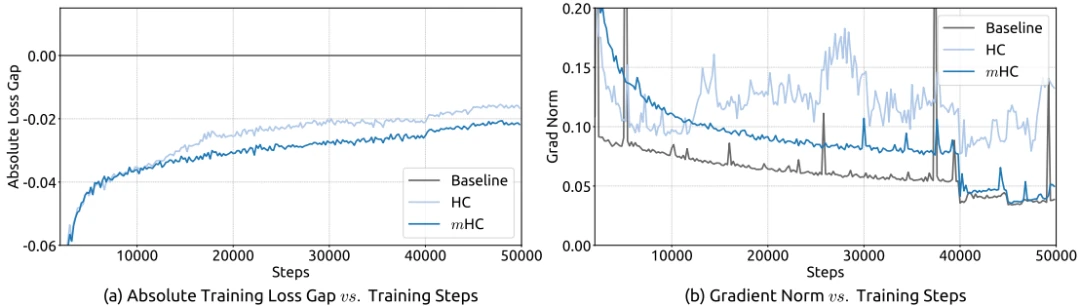 0.00
-0.02
-0.04
-0.06
Absolute Loss Gap
10000 20000 30000 40000 50000
Steps
Baseline
HC
mHC
(a) Absolute Training Loss Gap vs. Training Steps
0.20
0.15
0.10
0.05
0.00
Grad Norm
10000 20000 30000 40000 50000
Steps
Baseline
HC
mHC
(b) Gradient Norm vs. Training Steps